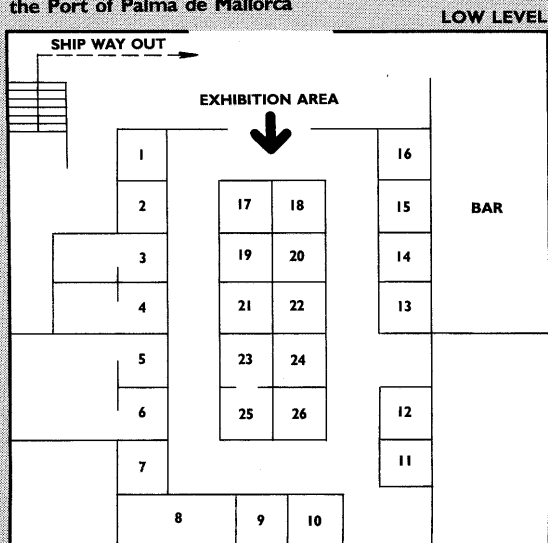 the Port of Palma de Mallorca
LOW LEVEL
SHIP WAY OUT
EXHIBITION AREA
1 16
2 17 18 15 BAR
3 19 20 14
4 21 22 13
5 23 24
6 25 26 12
7 11
8 9 10